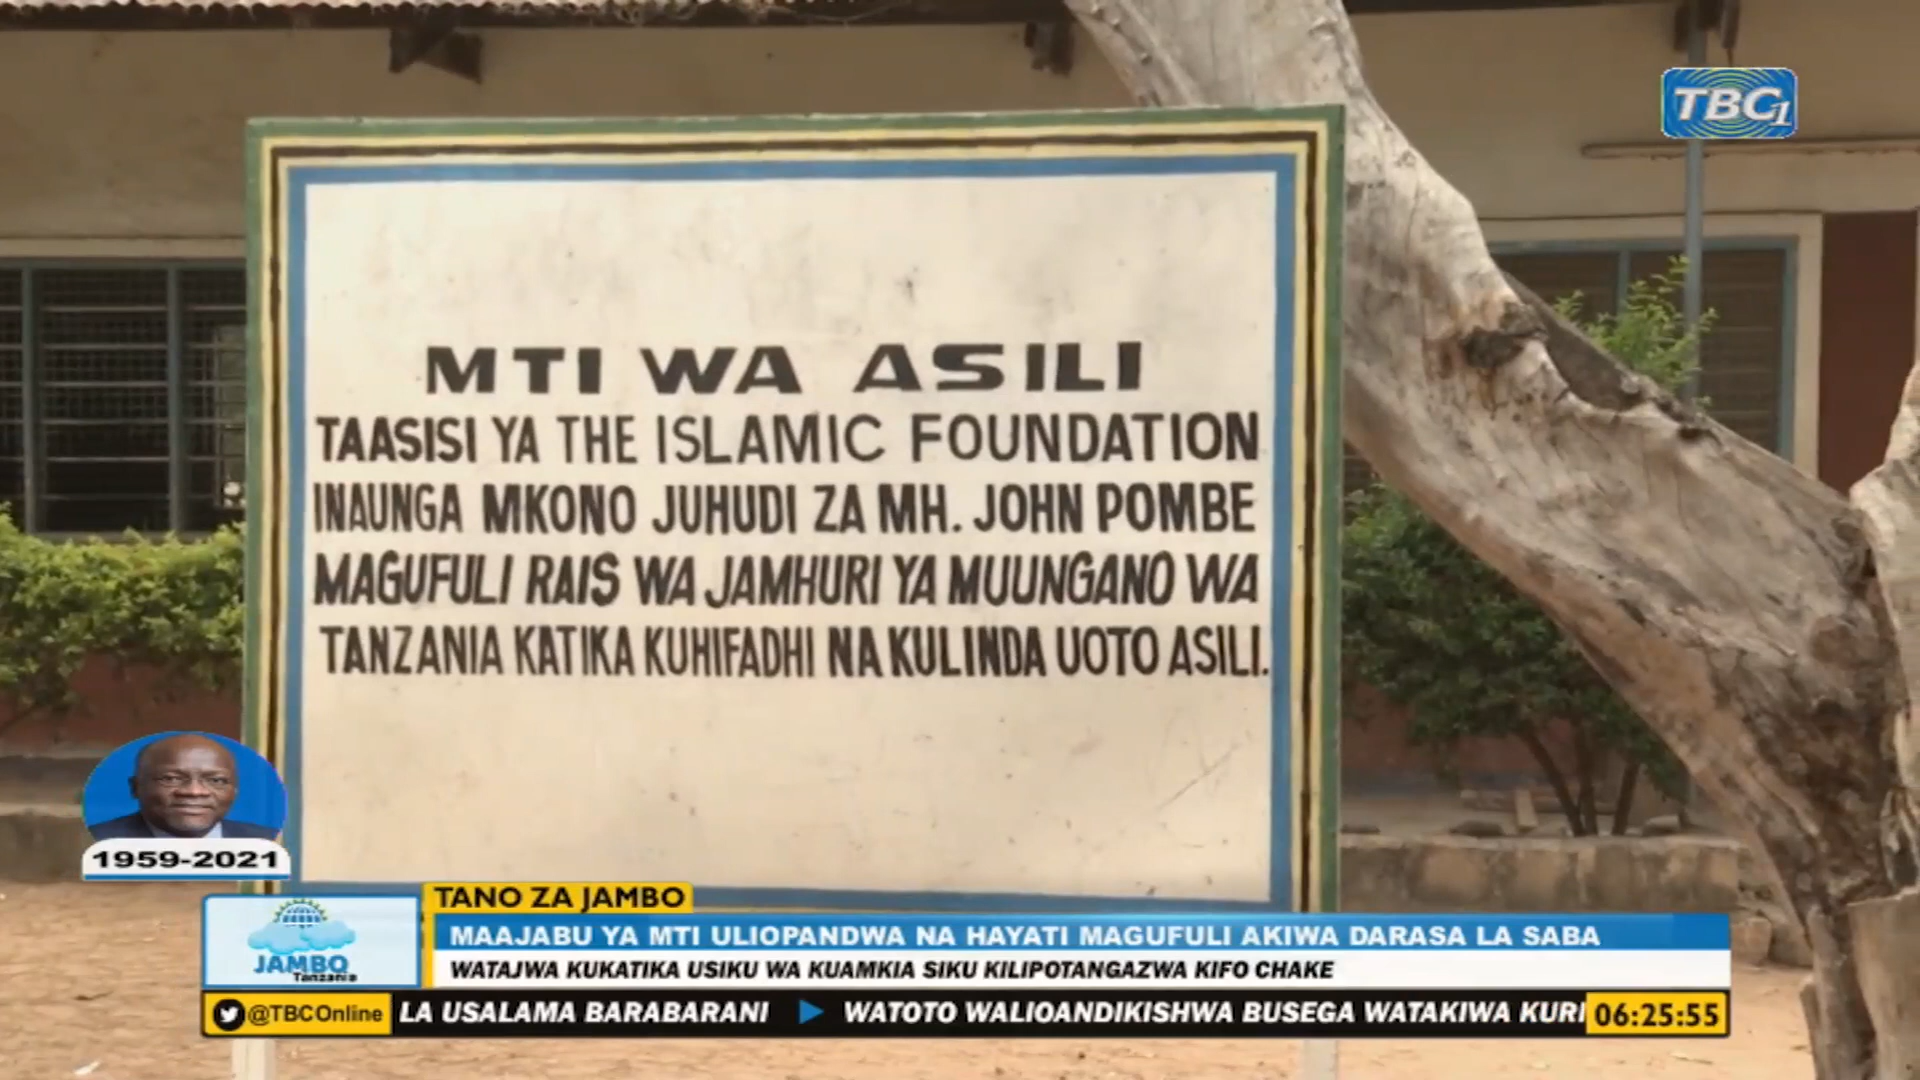 TBC1
MTI WA ASILI
TAASISI YA THE ISLAMIC FOUNDATION
INAUNGA MKONO JUHUDI ZA MH. JOHN POMBE
MAGUFULI RAIS WA JAMHURI YA MUUNGANO WA
TANZANIA KATIKA KUHIFADHI NA KULINDA UOTO ASILI.
1959-2021
TANO ZA JAMBO
JAMBO
Tanzania
MAAJABU YA MTI ULIOPANDWA NA HAYATI MAGUFULI AKIWA DARASA LA SABA
WATAJWA KUKATIKA USIKU WA KUAMKIA SIKU KILIPOTANGAZWA KIFO CHAKE
@TBCOnline LA USALAMA BARABARANI WATOTO WALIOANDIKISHWA BUSEGA WATAKIWA KURI 06:25:55